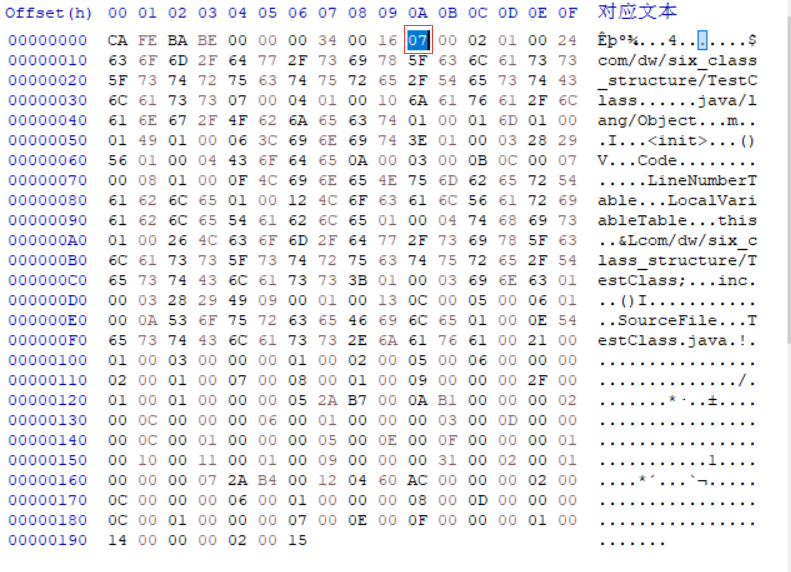 Offset(h) 00 01 02 03 04 05 06 07 08 09 0A 0B 0C 0D 0E 0F 对应文本
00000000 CA FE BA BE 00 00 00 34 00 16 07 00 02 01 00 24 Êþº¾...4.......$
00000010 63 6F 6D 2F 64 77 2F 73 69 78 5F 63 6C 61 73 73 com/dw/six_class
00000020 5F 73 74 72 75 63 74 75 72 65 2F 54 65 73 74 43 _structure/TestC
00000030 6C 61 73 73 07 00 04 01 00 10 6A 61 76 61 2F 6C lass......java/l
00000040 61 6E 67 2F 4F 62 6A 65 63 74 01 00 01 6D 01 00 ang/Object...m..
00000050 01 49 01 00 06 3C 69 6E 69 74 3E 01 00 03 28 29 .I...<init>...()
00000060 56 01 00 04 43 6F 64 65 0A 00 03 00 0B 0C 00 07 V...Code........
00000070 00 08 01 00 0F 4C 69 6E 65 4E 75 6D 62 65 72 54 .....LineNumberT
00000080 61 62 6C 65 01 00 12 4C 6F 63 61 6C 56 61 72 69 able...LocalVari
00000090 61 62 6C 65 54 61 62 6C 65 01 00 04 74 68 69 73 ableTable...this
000000A0 01 00 26 4C 63 6F 6D 2F 64 77 2F 73 69 78 5F 63 ..&Lcom/dw/six_c
000000B0 6C 61 73 73 5F 73 74 72 75 63 74 75 72 65 2F 54 lass_structure/T
000000C0 65 73 74 43 6C 61 73 73 3B 01 00 03 69 6E 63 01 estClass;...inc.
000000D0 00 03 28 29 49 09 00 01 00 13 0C 00 05 00 06 01 ..()I...........
000000E0 00 0A 53 6F 75 72 63 65 46 69 6C 65 01 00 0E 54 ..SourceFile...T
000000F0 65 73 74 43 6C 61 73 73 2E 6A 61 76 61 00 21 00 estClass.java.!.
00000100 01 00 03 00 00 00 01 00 02 00 05 00 06 00 00 00 ................
00000110 02 00 01 00 07 00 08 00 01 00 09 00 00 00 2F 00 ............../.
00000120 01 00 01 00 00 00 05 2A B7 00 0A B1 00 00 00 02 .......*·..±....
00000130 00 0C 00 00 00 06 00 01 00 00 00 03 00 0D 00 00 ................
00000140 00 0C 00 01 00 00 00 05 00 0E 00 0F 00 00 00 01 ................
00000150 00 10 00 11 00 01 00 09 00 00 00 31 00 02 00 01 ...........1....
00000160 00 00 00 07 2A B4 00 12 04 60 AC 00 00 00 02 00 ....*´...`¬.....
00000170 0C 00 00 00 06 00 01 00 00 00 08 00 0D 00 00 00 ................
00000180 0C 00 01 00 00 00 07 00 0E 00 0F 00 00 00 01 00 ................
00000190 14 00 00 00 02 00 15 .......